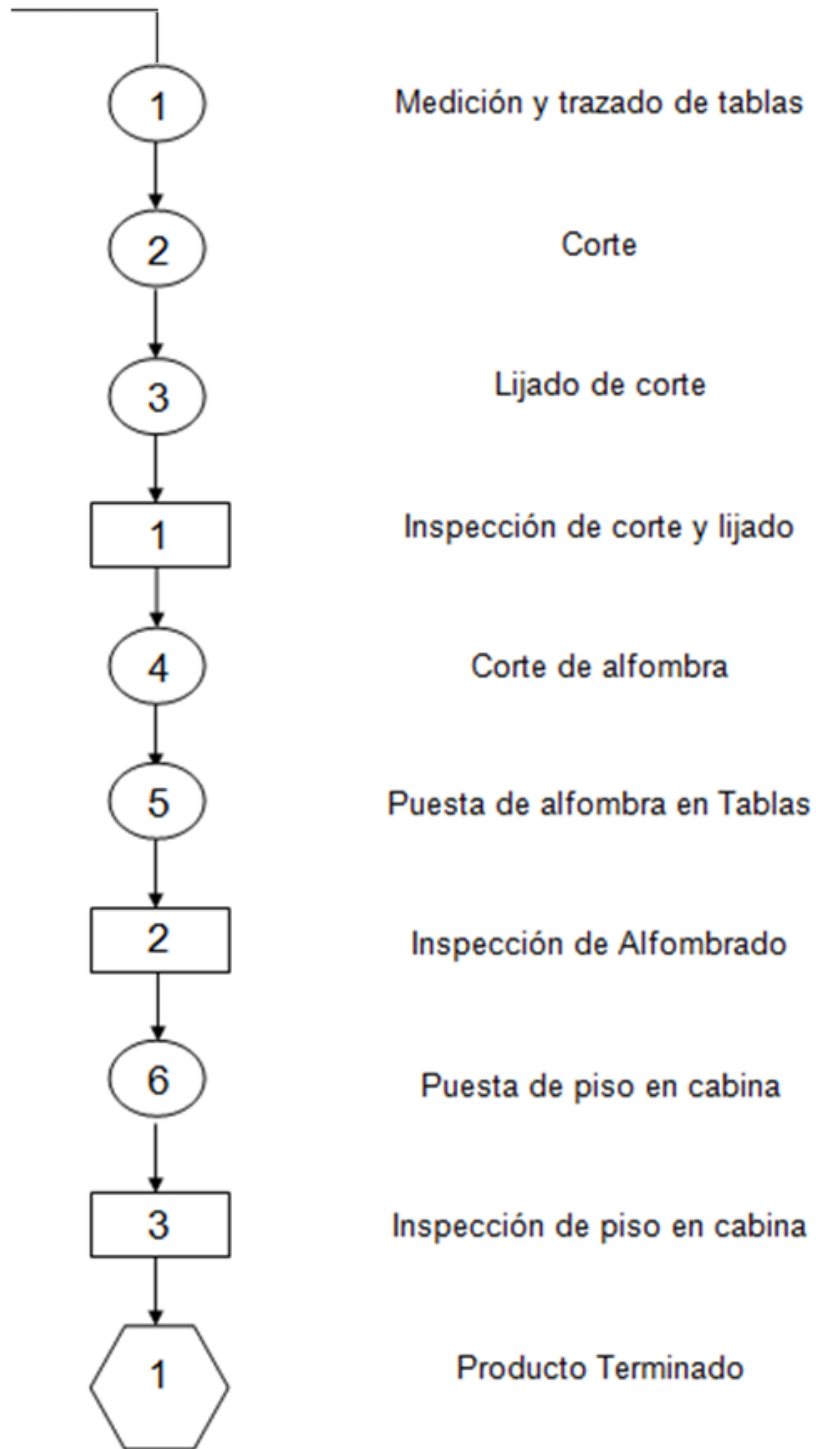 1 Medición y trazado de tablas
2 Corte
3 Lijado de corte
1 Inspección de corte y lijado
4 Corte de alfombra
5 Puesta de alfombra en Tablas
2 Inspección de Alfombrado
6 Puesta de piso en cabina
3 Inspección de piso en cabina
1 Producto Terminado